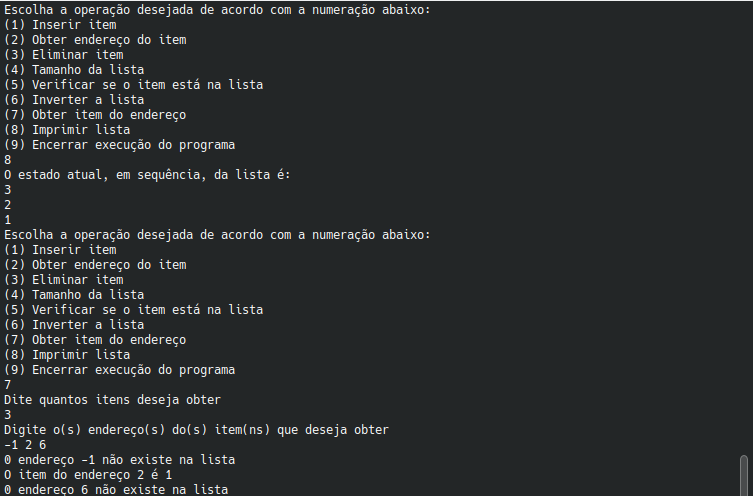 Escolha a operação desejada de acordo com a numeração abaixo:
(1) Inserir item
(2) Obter endereço do item
(3) Eliminar item
(4) Tamanho da lista
(5) Verificar se o item está na lista
(6) Inverter a lista
(7) Obter item do endereço
(8) Imprimir lista
(9) Encerrar execução do programa
8
O estado atual, em sequência, da lista é:
3
2
1
Escolha a operação desejada de acordo com a numeração abaixo:
(1) Inserir item
(2) Obter endereço do item
(3) Eliminar item
(4) Tamanho da lista
(5) Verificar se o item está na lista
(6) Inverter a lista
(7) Obter item do endereço
(8) Imprimir lista
(9) Encerrar execução do programa
7
Dite quantos itens deseja obter
3
Digite o(s) endereço(s) do(s) item(ns) que deseja obter
-1 2 6
O endereço -1 não existe na lista
O item do endereço 2 é 1
O endereço 6 não existe na lista